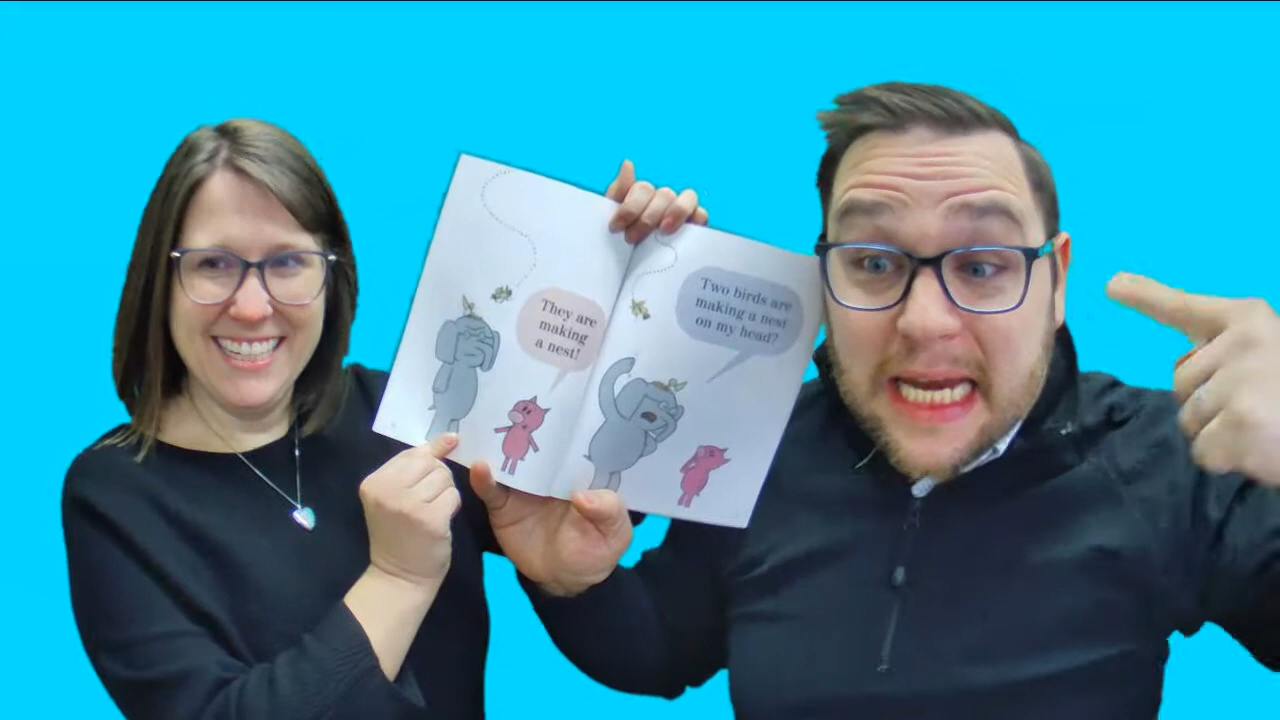 They are
making
a nest!
Two birds are
making a nest
on my head?